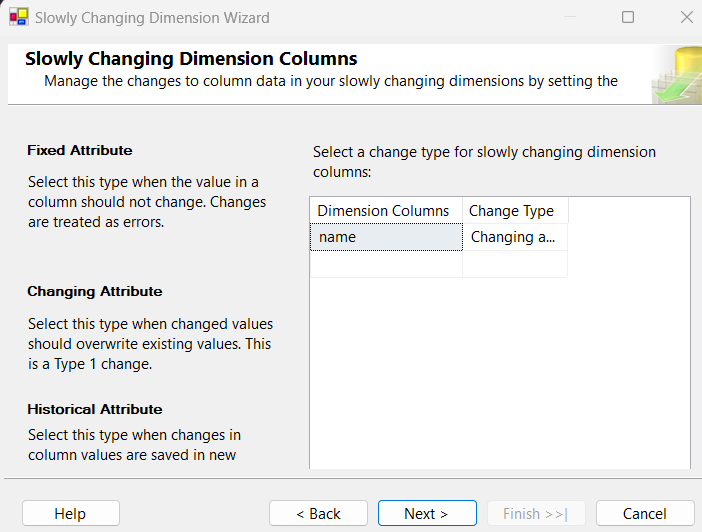 Slowly Changing Dimension Wizard
Slowly Changing Dimension Columns
Manage the changes to column data in your slowly changing dimensions by setting the
Fixed Attribute
Select this type when the value in a
column should not change. Changes
are treated as errors.
Changing Attribute
Select this type when changed values
should overwrite existing values. This
is a Type 1 change.
Historical Attribute
Select this type when changes in
column values are saved in new
Select a change type for slowly changing dimension
columns:
Dimension Columns Change Type
name Changing a...
Help < Back Next > Finish >>| Cancel